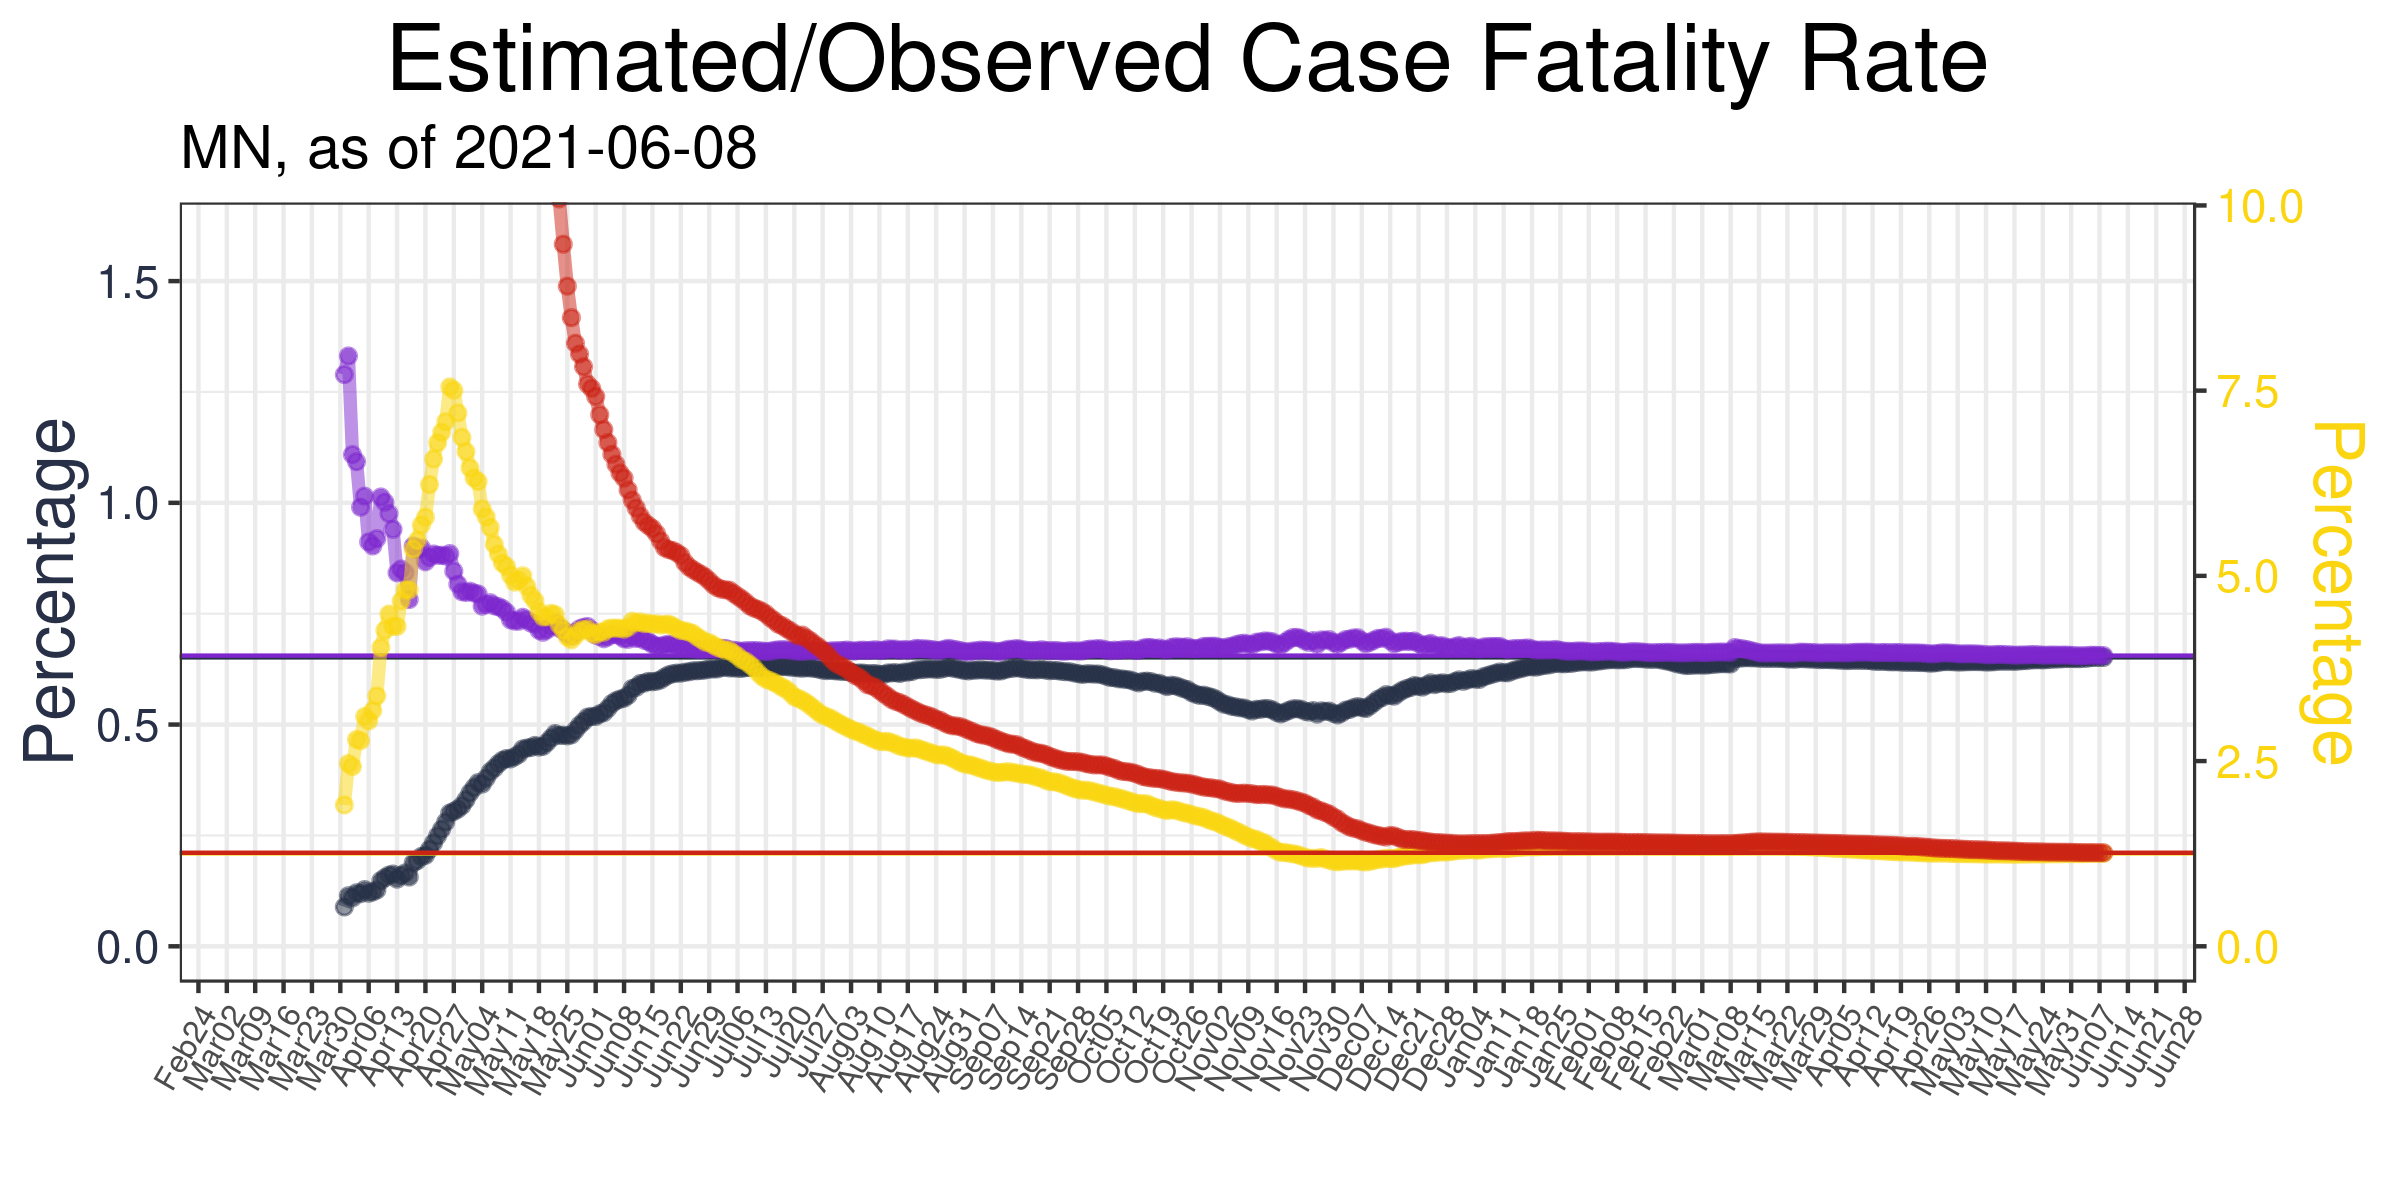 Estimated/Observed Case Fatality Rate
MN, as of 2021-06-08
Percentage
1.5
1.0
0.5
0.0
10.0
7.5
5.0
2.5
0.0
Percentage
Feb24 Mar02 Mar09 Mar16 Mar23 Mar30 Apr06 Apr13 Apr20 Apr27 May04 May11 May18 May25 Jun01 Jun08 Jun15 Jun22 Jun29 Jul06 Jul13 Jul20 Jul27 Aug03 Aug10 Aug17 Aug24 Aug31 Sep07 Sep14 Sep21 Sep28 Oct05 Oct12 Oct19 Oct26 Nov02 Nov09 Nov16 Nov23 Nov30 Dec07 Dec14 Dec21 Dec28 Jan04 Jan11 Jan18 Jan25 Feb01 Feb08 Feb15 Feb22 Mar01 Mar08 Mar15 Mar22 Mar29 Apr05 Apr12 Apr19 Apr26 May03 May10 May17 May24 May31 Jun07 Jun14 Jun21 Jun28